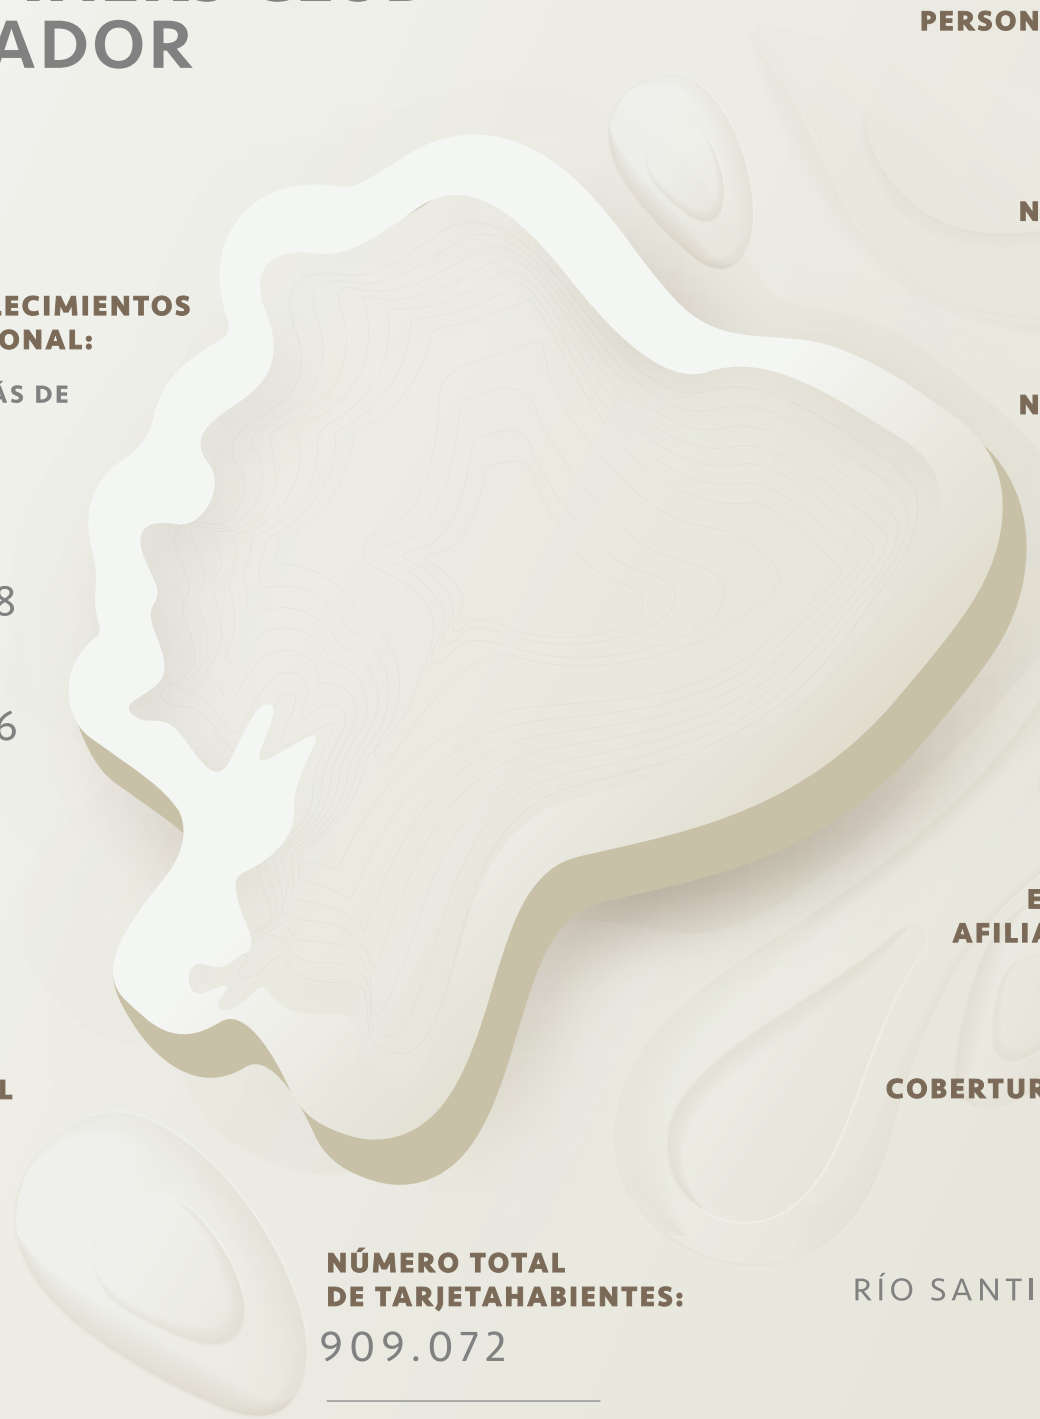 ADOR
PERSON
N
LECIMIENTOS
ONAL:
ÁS DE
N
8
6
E
AFILIA
L
COBERTUR
NÚMERO TOTAL
DE TARJETAHABIENTES:
909.072
RÍO SANTI